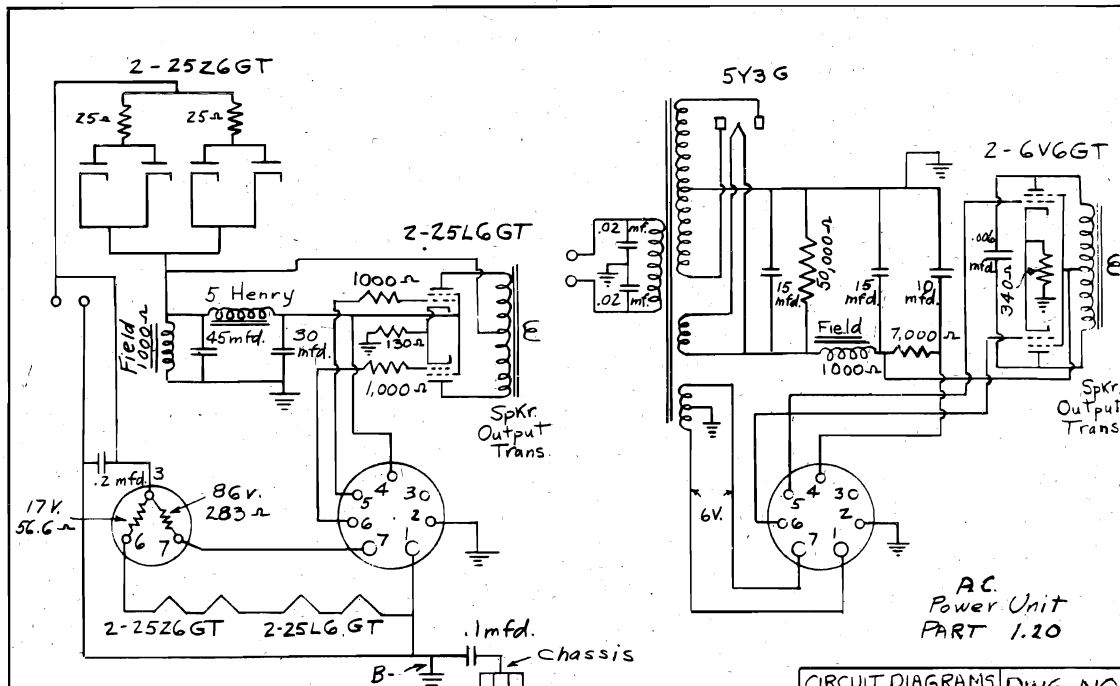 2-25Z6GT
25Ω
25Ω
2-25L6GT
1000Ω
5 Henry
45mfd.
30
mfd.
130Ω
1,000Ω
Field
1000Ω
Spkr.
Output
Trans.
.2 mfd.
3
17V.
56.6Ω
86v.
283Ω
6
7
4
5
3
6
2
7
1
2-25Z6GT
2-25L6.GT
.1mfd.
B-
chassis
5Y3G
2-6V6GT
.02 mf.
.02 mf.
15
mfd.
50,000Ω
15
mfd.
10
mfd.
.006
mfd.
340Ω
Field
1000Ω
7,000Ω
Spkr.
Output
Trans.
6V.
4
5
3
6
2
7
1
A.C.
Power Unit
PART 1.20
CIRCUIT DIAGRAMS
DWG. NO